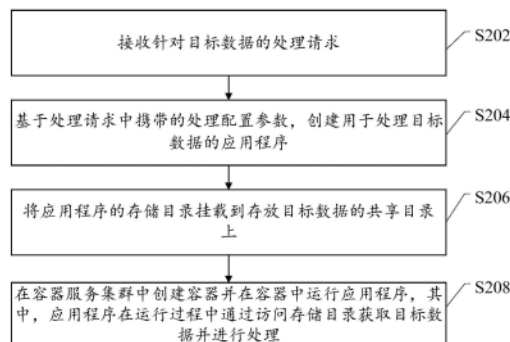 接收针对目标数据的处理请求
S202
基于处理请求中携带的处理配置参数，创建用于处理目标
数据的应用程序
S204
将应用程序的存储目录挂载到存放目标数据的共享目录
上
S206
在容器服务集群中创建容器并在容器中运行应用程序，其
中，应用程序在运行过程中通过访问存储目录获取目标数
据并进行处理
S208